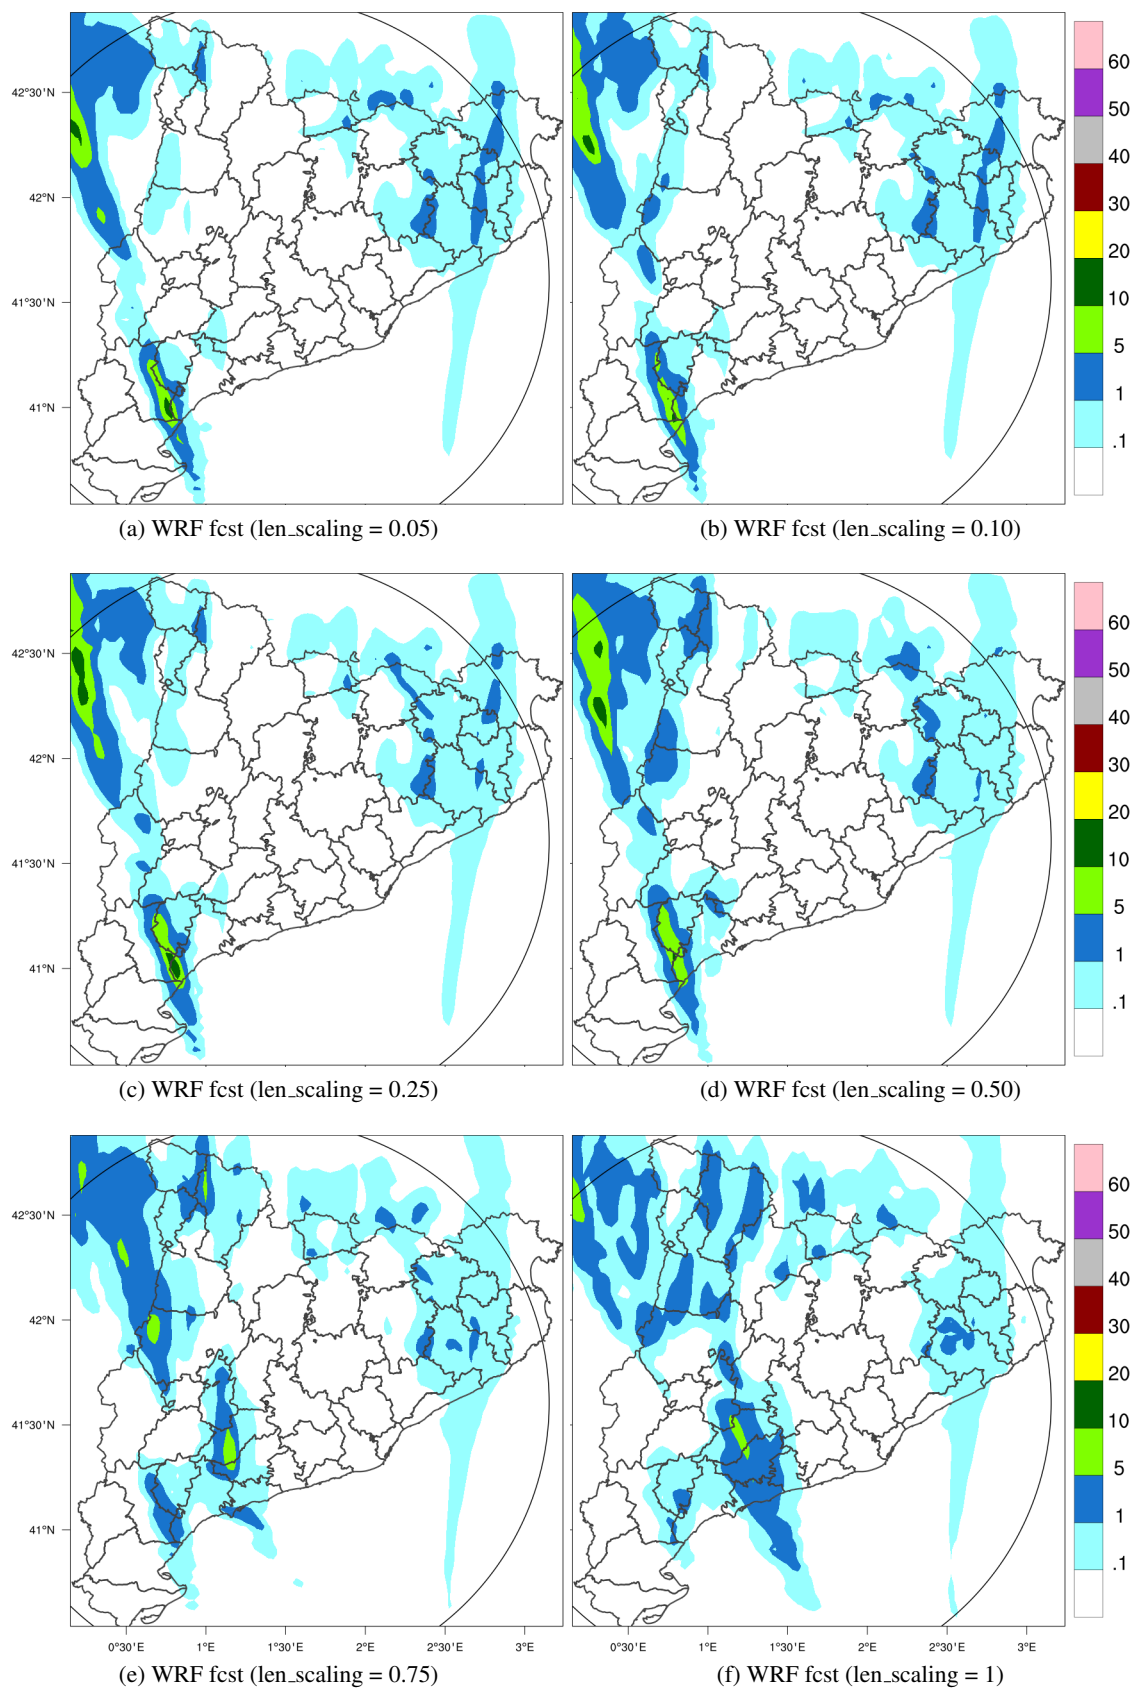 60
42°30'N
50
40
42°N
30
20
41°30'N
10
5
41°N
1
.1
(a) WRF fcst (len_scaling = 0.05)
(b) WRF fcst (len_scaling = 0.10)
60
42°30'N
50
40
42°N
30
20
41°30'N
10
5
41°N
1
.1
(c) WRF fcst (len_scaling = 0.25)
(d) WRF fcst (len_scaling = 0.50)
60
42°30'N
50
40
42°N
30
20
41°30'N
10
5
41°N
1
.1
0°30'E 1°E 1°30'E 2°E 2°30'E 3°E
0°30'E 1°E 1°30'E 2°E 2°30'E 3°E
(e) WRF fcst (len_scaling = 0.75)
(f) WRF fcst (len_scaling = 1)